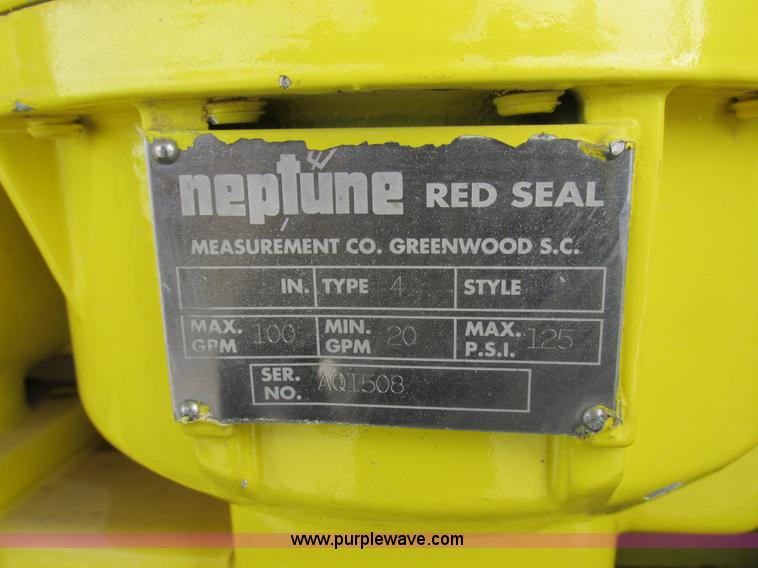 neptune RED SEAL
MEASUREMENT CO. GREENWOOD S.C.
IN. TYPE 4 STYLE
MAX. GPM 100 MIN. GPM 20 MAX. P.S.I. 125
SER. NO. AQ1508
www.purplewave.com